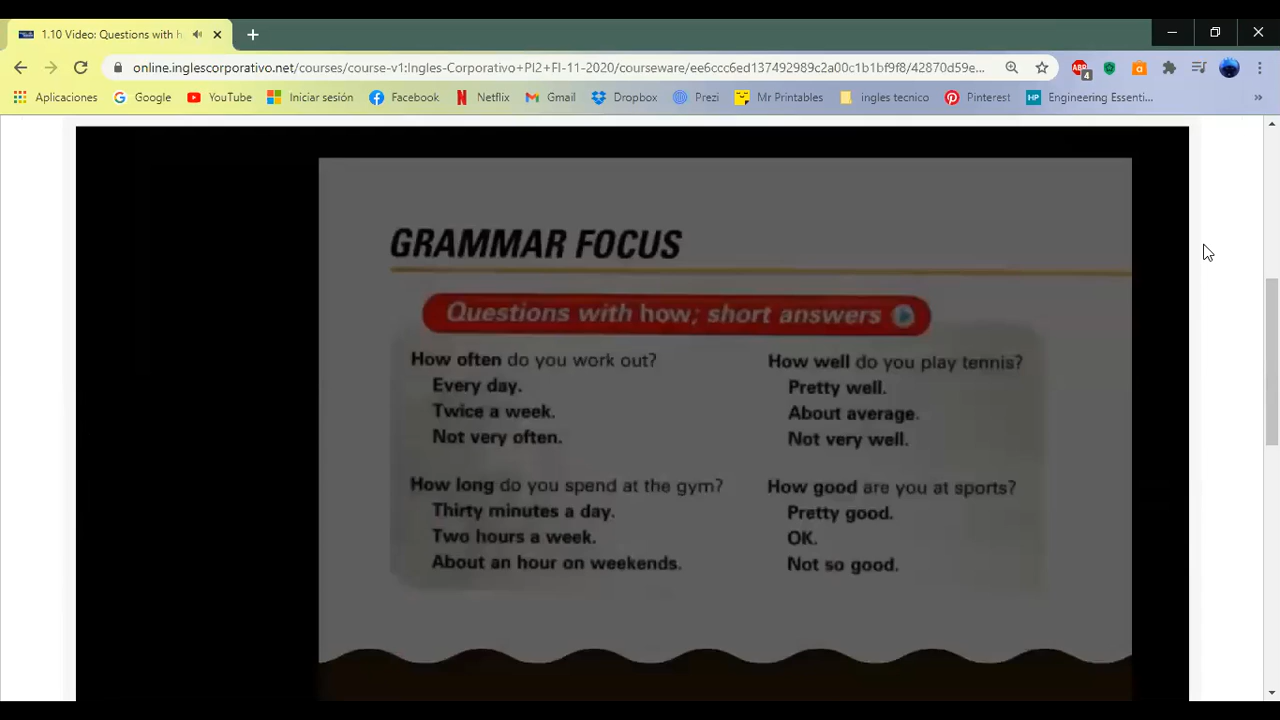 1.10 Video: Questions with h
online.inglescorporativo.net/courses/course-v1:Ingles-Corporativo+PI2+FI-11-2020/courseware/ee6ccc6ed137492989c2a00c1b1bf9f8/42870d59e...
ABP
4
Aplicaciones
Google
YouTube
Iniciar sesión
Facebook
Netflix
Gmail
Dropbox
Prezi
Mr Printables
ingles tecnico
Pinterest
HP
Engineering Essenti...
GRAMMAR FOCUS
Questions with how; short answers
How often do you work out?
Every day.
Twice a week.
Not very often.
How long do you spend at the gym?
Thirty minutes a day.
Two hours a week.
About an hour on weekends.
How well do you play tennis?
Pretty well.
About average.
Not very well.
How good are you at sports?
Pretty good.
OK.
Not so good.